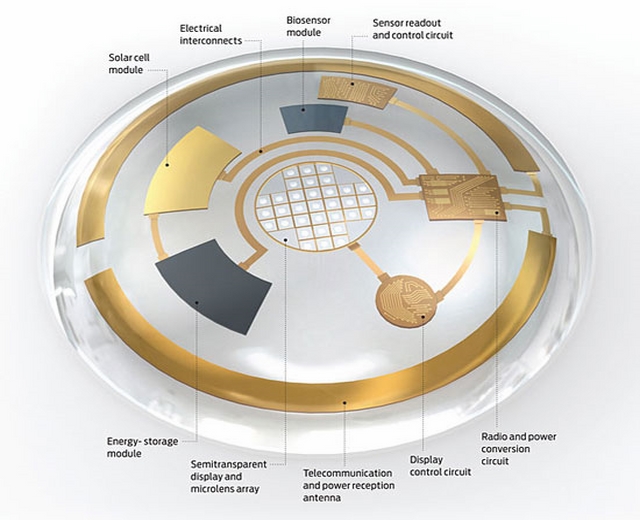 Biosensor
module
Sensor readout
and control circuit
Electrical
interconnects
Solar cell
module
Energy- storage
module
Semitransparent
display and
microlens array
Telecommunication
and power reception
antenna
Display
control circuit
Radio and power
conversion
circuit